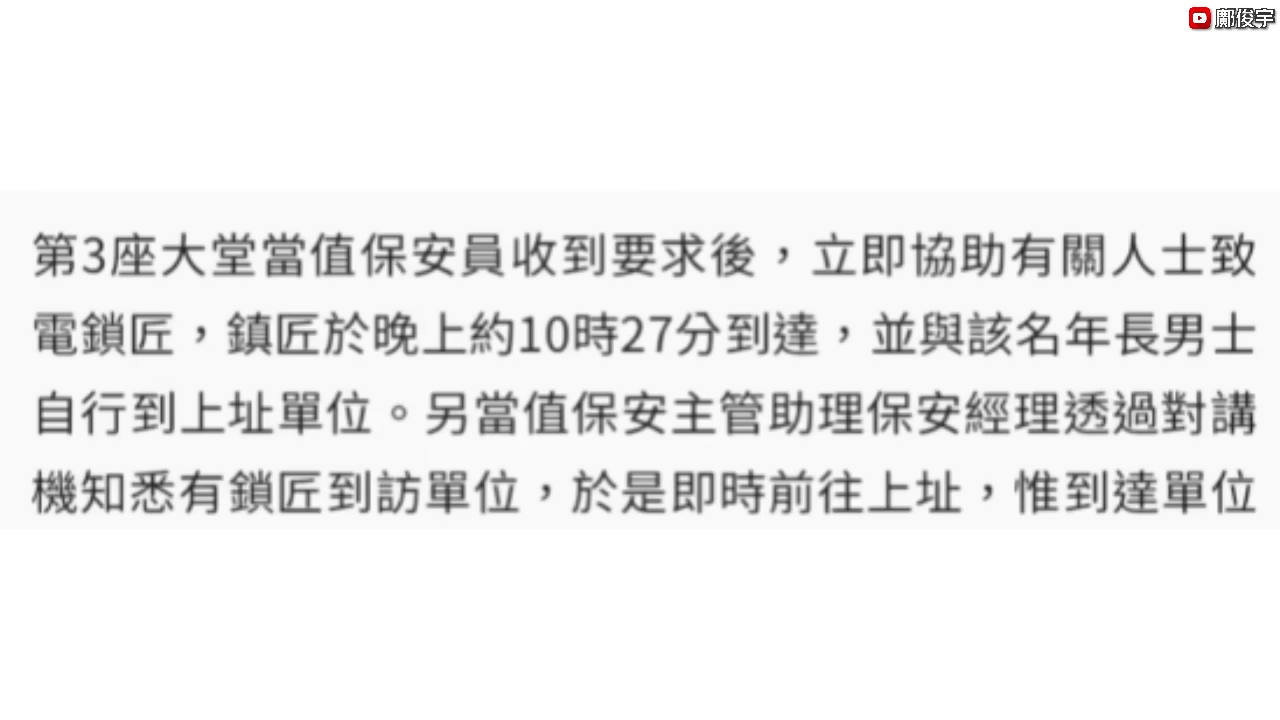 鄺俊宇
第3座大堂當值保安員收到要求後，立即協助有關人士致
電鎖匠，鎮匠於晚上約10時27分到達，並與該名年長男士
自行到上址單位。另當值保安主管助理保安經理透過對講
機知悉有鎖匠到訪單位，於是即時前往上址，惟到達單位